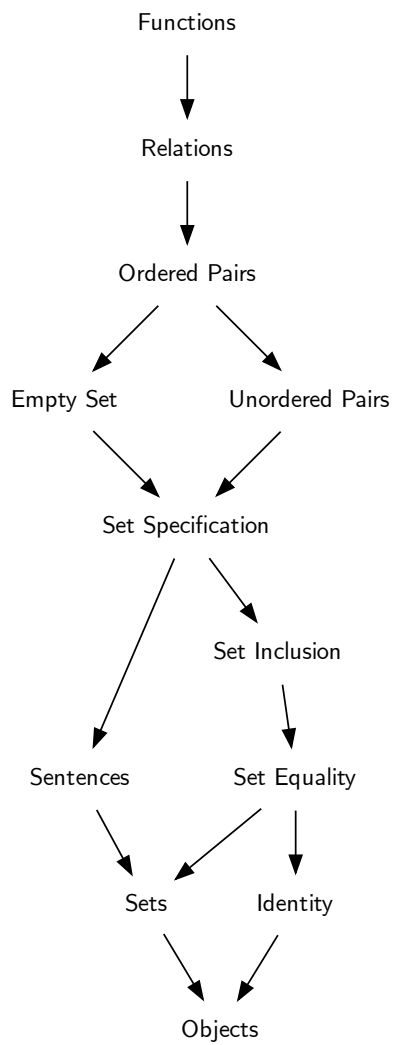 Functions
Relations
Ordered Pairs
Empty Set
Unordered Pairs
Set Specification
Set Inclusion
Sentences
Set Equality
Sets
Identity
Objects